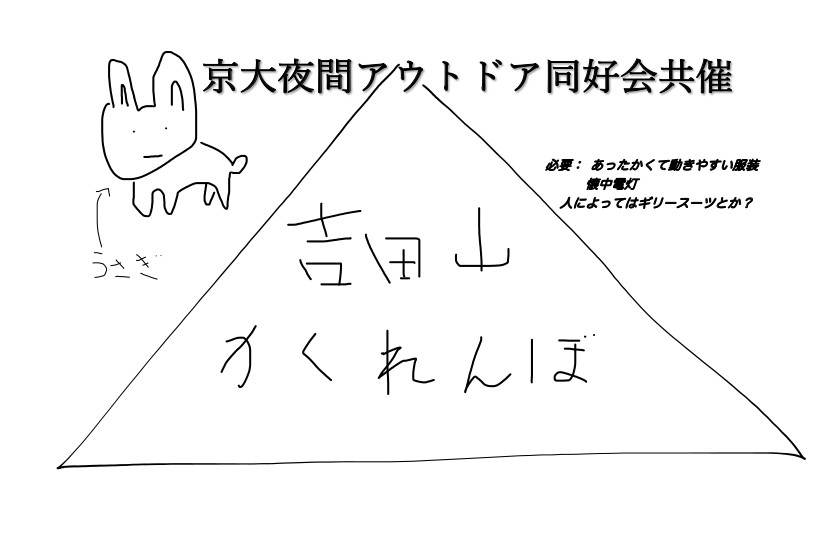 京大夜間アウトドア同好会共催
必要： あったかくて動きやすい服装
懐中電灯
人によってはギリースーツとか？
うさぎ
吉田山
かくれんぼ